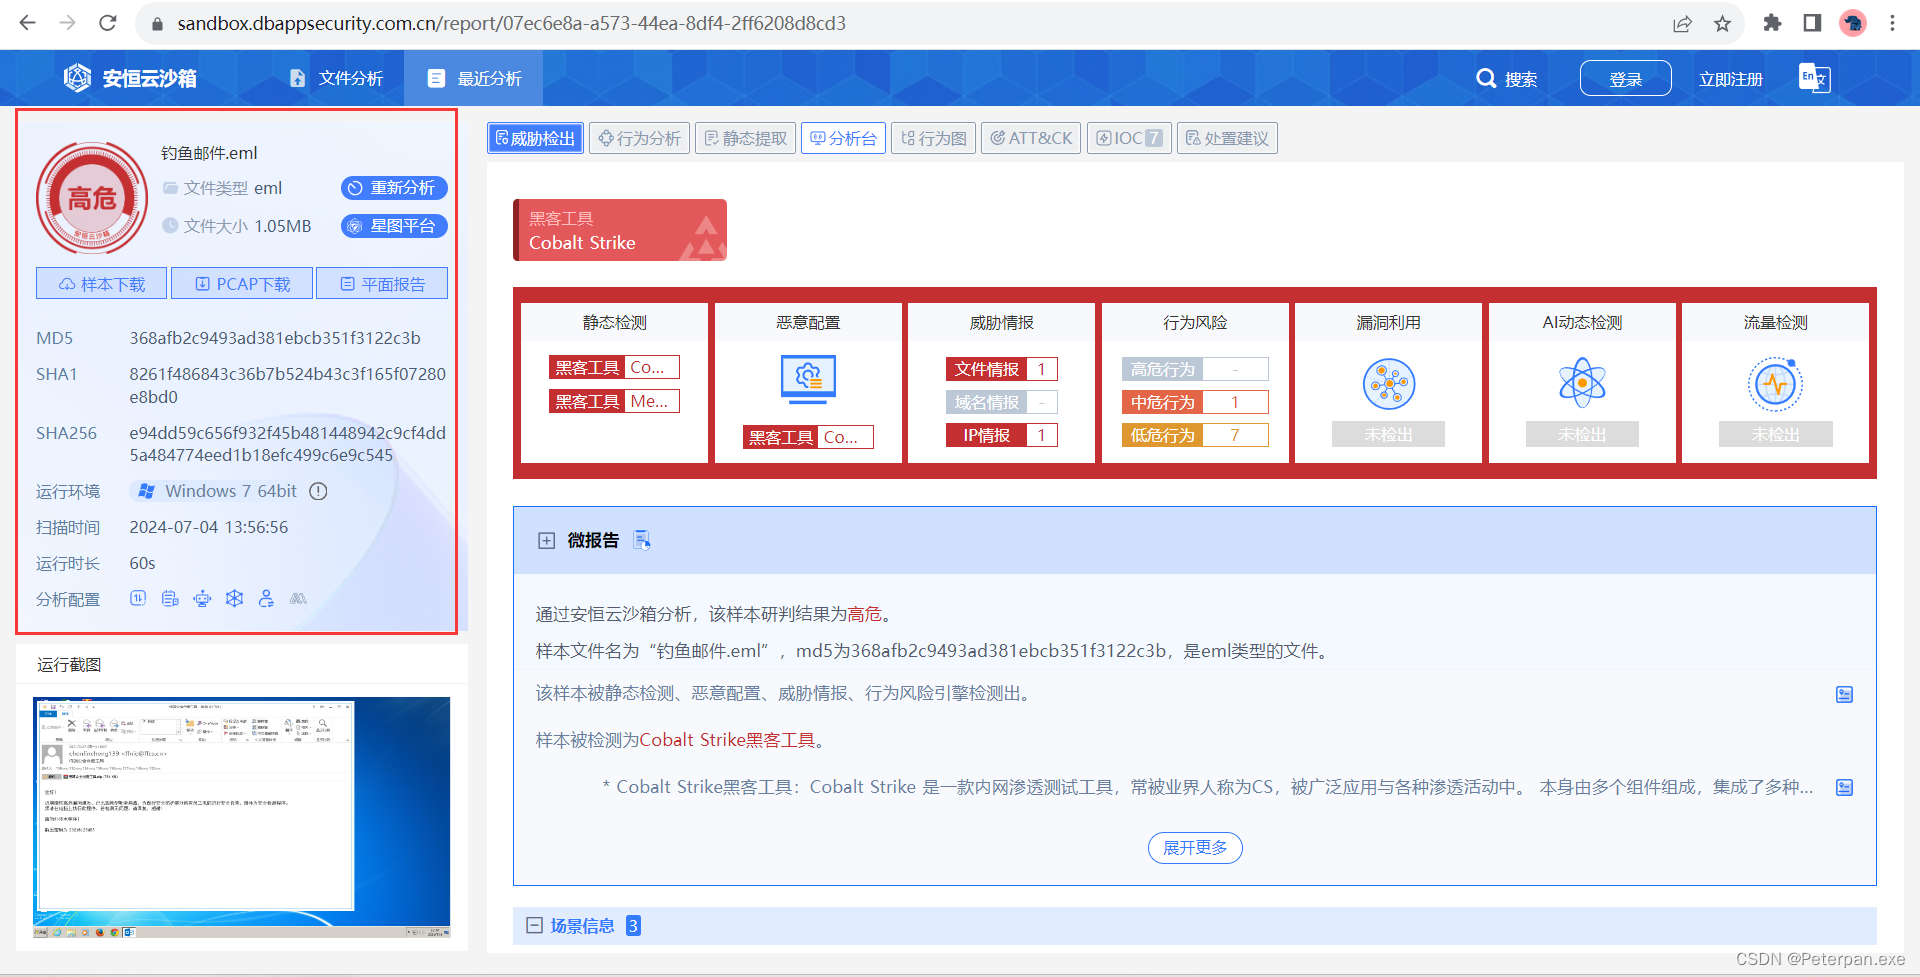 sandbox.dbappsecurity.com.cn/report/07ec6e8a-a573-44ea-8df4-2ff6208d8cd3
安恒云沙箱
文件分析
最近分析
搜索
登录
立即注册
En 文
高危
安恒云沙箱
钓鱼邮件.eml
文件类型 eml
重新分析
文件大小 1.05MB
星图平台
样本下载
PCAP下载
平面报告
MD5 368afb2c9493ad381ebcb351f3122c3b
SHA1 8261f486843c36b7b524b43c3f165f07280
e8bd0
SHA256 e94dd59c656f932f45b481448942c9cf4dd
5a484774eed1b18efc499c6e9c545
运行环境 Windows 7 64bit
扫描时间 2024-07-04 13:56:56
运行时长 60s
分析配置
运行截图
威胁检出
行为分析
静态提取
分析台
行为图
ATT&CK
IOC 7
处置建议
黑客工具
Cobalt Strike
静态检测
黑客工具 Co...
黑客工具 Me...
恶意配置
黑客工具 Co...
威胁情报
文件情报 1
域名情报 -
IP情报 1
行为风险
高危行为 -
中危行为 1
低危行为 7
漏洞利用
未检出
AI动态检测
未检出
流量检测
未检出
微报告
通过安恒云沙箱分析，该样本研判结果为高危。
样本文件名为“钓鱼邮件.eml”，md5为368afb2c9493ad381ebcb351f3122c3b，是eml类型的文件。
该样本被静态检测、恶意配置、威胁情报、行为风险引擎检测出。
样本被检测为Cobalt Strike黑客工具。
* Cobalt Strike黑客工具：Cobalt Strike 是一款内网渗透测试工具，常被业界人称为CS，被广泛应用与各种渗透活动中。 本身由多个组件组成，集成了多种...
展开更多
场景信息 3
CSDN @Peterpan.exe